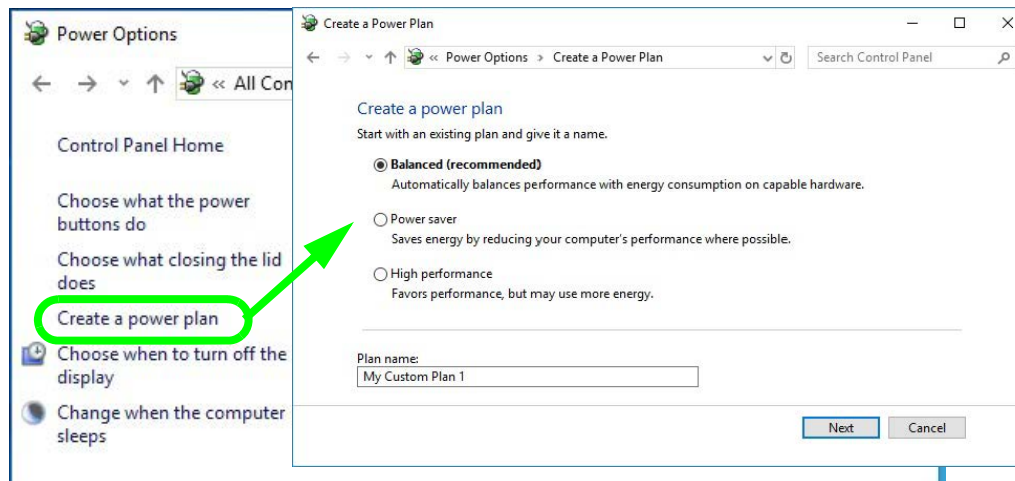 Power Options
« All Con
Control Panel Home
Choose what the power
buttons do
Choose what closing the lid
does
Create a power plan
Choose when to turn off the
display
Change when the computer
sleeps
Create a Power Plan
« Power Options › Create a Power Plan
Search Control Panel
Create a power plan
Start with an existing plan and give it a name.
Balanced (recommended)
Automatically balances performance with energy consumption on capable hardware.
Power saver
Saves energy by reducing your computer's performance where possible.
High performance
Favors performance, but may use more energy.
Plan name:
My Custom Plan 1
Next
Cancel